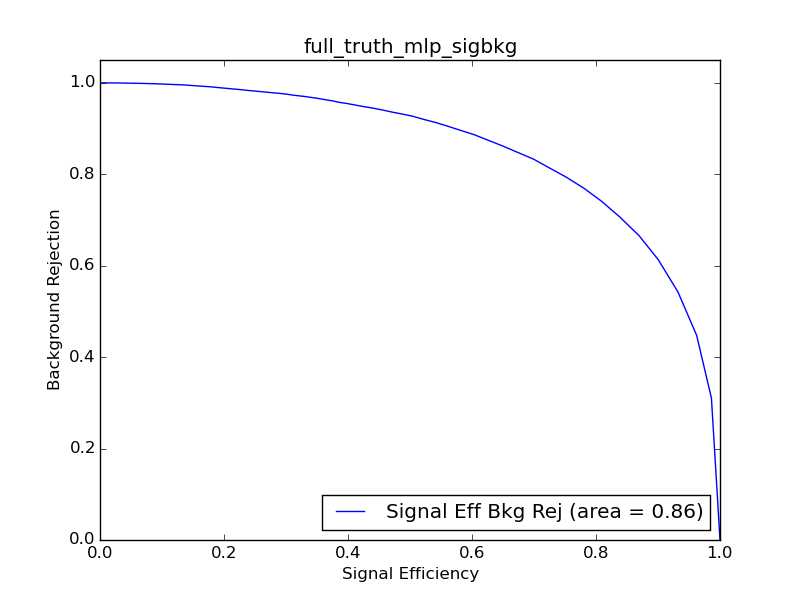 full_truth_mlp_sigbkg
1.0
0.8
0.6
0.4
0.2
0.0
Background Rejection
Signal Eff Bkg Rej (area = 0.86)
0.0 0.2 0.4 0.6 0.8 1.0
Signal Efficiency